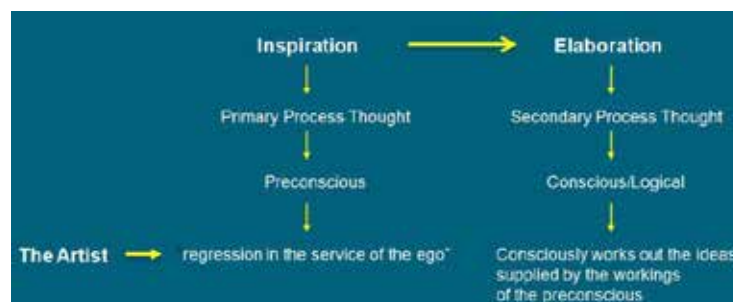 Inspiration
Elaboration
Primary Process Thought
Secondary Process Thought
Preconscious
Conscious/Logical
The Artist
"regression in the service of the ego"
Consciously works out the ideas
supplied by the workings
of the preconscious